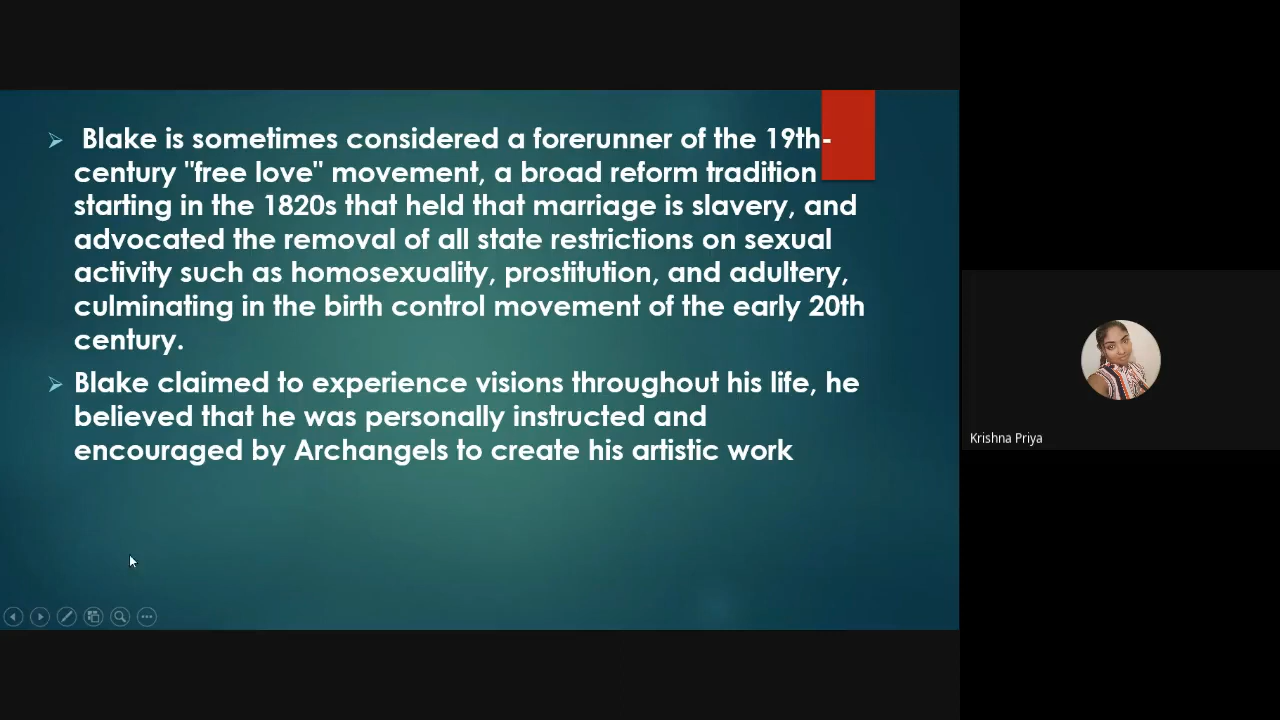 Blake is sometimes considered a forerunner of the 19th-
century "free love" movement, a broad reform tradition
starting in the 1820s that held that marriage is slavery, and
advocated the removal of all state restrictions on sexual
activity such as homosexuality, prostitution, and adultery,
culminating in the birth control movement of the early 20th
century.
Blake claimed to experience visions throughout his life, he
believed that he was personally instructed and
encouraged by Archangels to create his artistic work
Krishna Priya